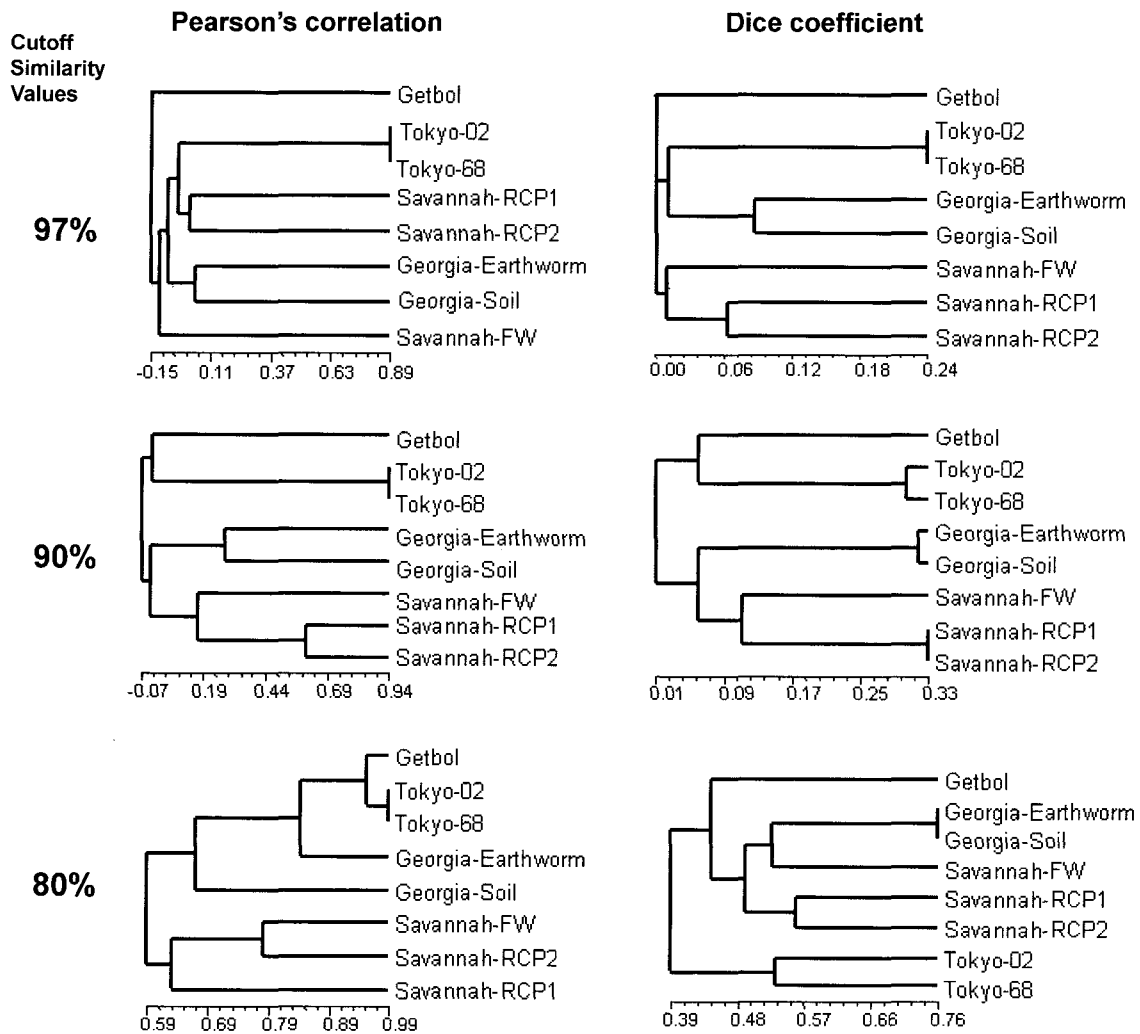 Pearson's correlation
Dice coefficient
Cutoff
Similarity
Values
97%
Getbol
Tokyo-02
Tokyo-68
Savannah-RCP1
Savannah-RCP2
Georgia-Earthworm
Georgia-Soil
Savannah-FW
-0.15 0.11 0.37 0.63 0.89
Getbol
Tokyo-02
Tokyo-68
Georgia-Earthworm
Georgia-Soil
Savannah-FW
Savannah-RCP1
Savannah-RCP2
0.00 0.06 0.12 0.18 0.24
90%
Getbol
Tokyo-02
Tokyo-68
Georgia-Earthworm
Georgia-Soil
Savannah-FW
Savannah-RCP1
Savannah-RCP2
-0.07 0.19 0.44 0.69 0.94
Getbol
Tokyo-02
Tokyo-68
Georgia-Earthworm
Georgia-Soil
Savannah-FW
Savannah-RCP1
Savannah-RCP2
0.01 0.09 0.17 0.25 0.33
80%
Getbol
Tokyo-02
Tokyo-68
Georgia-Earthworm
Georgia-Soil
Savannah-FW
Savannah-RCP2
Savannah-RCP1
0.59 0.69 0.79 0.89 0.99
Getbol
Georgia-Earthworm
Georgia-Soil
Savannah-FW
Savannah-RCP1
Savannah-RCP2
Tokyo-02
Tokyo-68
0.39 0.48 0.57 0.66 0.76